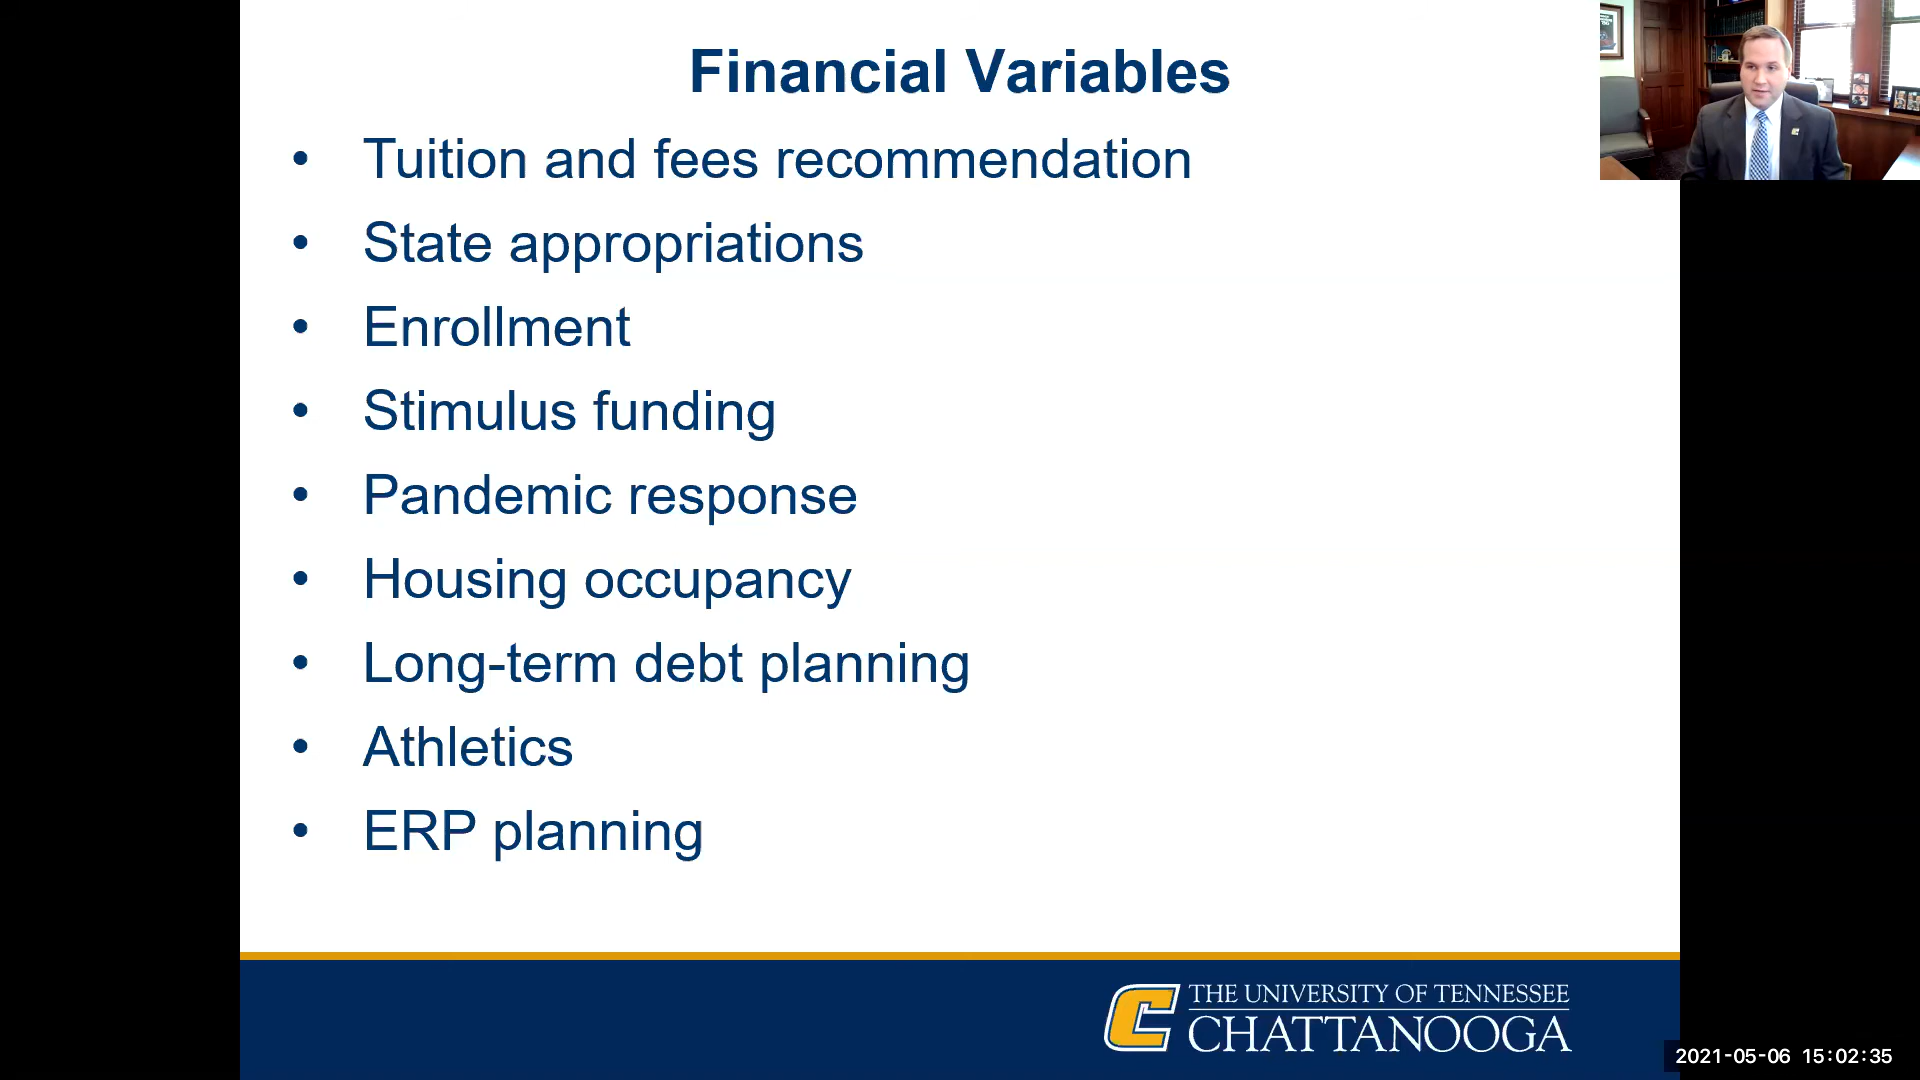 Financial Variables
• Tuition and fees recommendation
• State appropriations
• Enrollment
• Stimulus funding
• Pandemic response
• Housing occupancy
• Long-term debt planning
• Athletics
• ERP planning
C THE UNIVERSITY OF TENNESSEE
CHATTANOOGA
2021-05-06 15:02:35